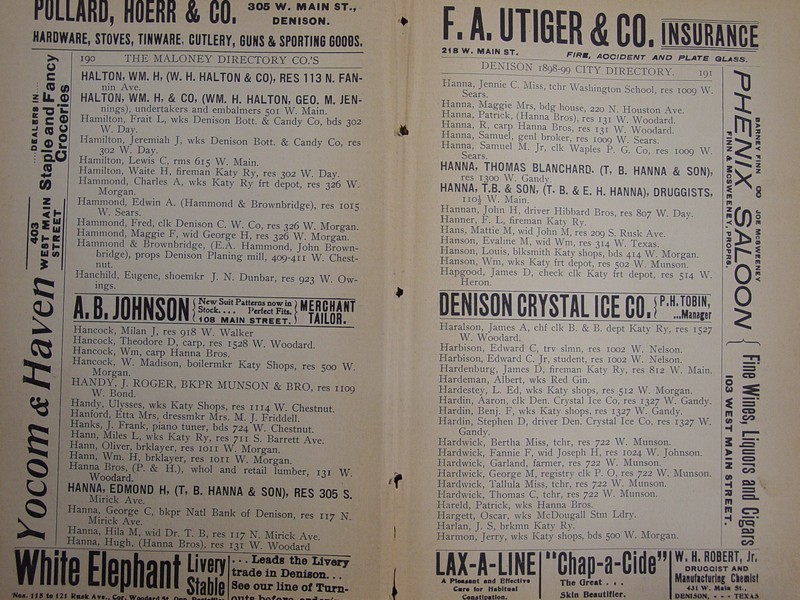 POLLARD, HOERR & CO. 305 W. MAIN ST., DENISON.
HARDWARE, STOVES, TINWARE, CUTLERY, GUNS & SPORTING GOODS.
190 THE MALONEY DIRECTORY CO.'S
HALTON, WM. H, (W. H. HALTON & CO), RES 113 N. FAN-
nin Ave.
HALTON, WM. H, & CO, (WM. H. HALTON, GEO. M. JEN-
nings), undertakers and embalmers 501 W. Main.
Hamilton, Frait L, wks Denison Bott. & Candy Co, bds 302
W. Day.
Hamilton, Jeremiah J, wks Denison Bott. & Candy Co, res
302 W. Day.
Hamilton, Lewis C, rms 615 W. Main.
Hamilton, Waite H, fireman Katy Ry, res 302 W. Day.
Hammond, Charles A, wks Katy Ry frt depot, res 326 W.
Morgan.
Hammond, Edwin A. (Hammond & Brownbridge), res 1015
W. Sears.
Hammond, Fred, clk Denison C. W. Co, res 326 W. Morgan.
Hammond, Maggie F, wid George H, res 326 W. Morgan.
Hammond & Brownbridge, (E.A. Hammond, John Brown-
bridge), props Denison Planing mill, 409-411 W. Chest-
nut.
Hanchild, Eugene, shoemkr J. N. Dunbar, res 923 W. Ow-
ings.
A. B. JOHNSON { New Suit Patterns now in Stock.... Perfect Fits. } MERCHANT TAILOR.
108 MAIN STREET.
Hancock, Milan J, res 918 W. Walker
Hancock, Theodore D, carp, res 1528 W. Woodard.
Hancock, Wm, carp Hanna Bros.
Hancock, W. Madison, boilermkr Katy Shops, res 500 W.
Morgan.
HANDY, J. ROGER, BKPR MUNSON & BRO, res 1109
W. Bond.
Handy, Ulysses, wks Katy Shops, res 1114 W. Chestnut.
Hanford, Etta Mrs, dressmkr Mrs. M. J. Friddell.
Hanks, J. Frank, piano tuner, bds 724 W. Chestnut.
Hann, Miles L, wks Katy Ry, res 711 S. Barrett Ave.
Hann, Oliver, brklayer, res 1011 W. Morgan.
Hann, Wm. H, brklayer, res 1011 W. Morgan.
Hanna Bros, (P. & H.), whol and retail lumber, 131 W.
Woodard.
HANNA, EDMOND H, (T. B. HANNA & SON), RES 305 S.
Mirick Ave.
Hanna, George C, bkpr Natl Bank of Denison, res 117 N.
Mirick Ave.
Hanna, Hila M, wid Dr. T. B, res 117 N. Mirick Ave.
Hanna, Hugh, (Hanna Bros), res 131 W. Woodard
White Elephant Livery Stable
... Leads the Livery
trade in Denison...
See our line of Turn-
Nos. 115 to 121 Rusk Ave.,
Yocom & Haven
403 WEST MAIN STREET
....DEALERS IN....
Staple and Fancy Groceries
F. A. UTIGER & CO. INSURANCE
218 W. MAIN ST. FIRE, ACCIDENT AND PLATE GLASS.
DENISON 1898-99 CITY DIRECTORY. 191
Hanna, Jennie C. Miss, tchr Washington School, res 1009 W.
Sears.
Hanna, Maggie Mrs, bdg house, 220 N. Houston Ave.
Hanna, Patrick, (Hanna Bros), res 131 W. Woodard.
Hanna, R, carp Hanna Bros, res 131 W. Woodard.
Hanna, Samuel, genl broker, res 1009 W. Sears.
Hanna, Samuel M. Jr, clk Waples P. G. Co, res 1009 W.
Sears.
HANNA, THOMAS BLANCHARD, (T. B. HANNA & SON),
res 1300 W. Gandy.
HANNA, T.B. & SON, (T. B. & E. H. HANNA), DRUGGISTS,
110½ W. Main.
Hannan, John H, driver Hibbard Bros, res 807 W. Day.
Hanner, F. L, fireman Katy Ry.
Hans, Mattie M, wid John M, res 209 S. Rusk Ave.
Hanson, Evaline M, wid Wm, res 314 W. Texas.
Hanson, Louis, blksmith Katy shops, bds 414 W. Morgan.
Hanson, Wm, wks Katy frt depot, res 502 W. Munson.
Hapgood, James D, check clk Katy frt depot, res 514 W.
Heron.
DENISON CRYSTAL ICE CO. { P.H. TOBIN, ...Manager
Haralson, James A, chf clk B. & B. dept Katy Ry, res 1527
W. Woodard.
Harbison, Edward C, trv slmn, res 1002 W. Nelson.
Harbison, Edward C. Jr, student, res 1002 W. Nelson.
Hardenburg, James D, fireman Katy Ry, res 812 W. Main.
Hardeman, Albert, wks Red Gin.
Hardestey, L. Ed, wks Katy shops, res 512 W. Morgan.
Hardin, Aaron, clk Den. Crystal Ice Co, res 1327 W. Gandy.
Hardin, Benj. F, wks Katy shops, res 1327 W. Gandy.
Hardin, Stephen D, driver Den. Crystal Ice Co, res 1327 W.
Gandy.
Hardwick, Bertha Miss, tchr, res 722 W. Munson.
Hardwick, Fannie F, wid Joseph H, res 1024 W. Johnson.
Hardwick, Garland, farmer, res 722 W. Munson.
Hardwick, George M, registry clk P. O, res 722 W. Munson.
Hardwick, Tallula Miss, tchr, res 722 W. Munson.
Hardwick, Thomas C, tchr, res 722 W. Munson.
Hareld, Patrick, wks Hanna Bros.
Hargett, Oscar, wks McDougall Stm Ldry.
Harlan, J. S, brkmn Katy Ry.
Harmon, Jerry, wks Katy shops, bds 500 W. Morgan.
LAX-A-LINE
A Pleasant and Effective
Cure for Habitual
Constipation.
"Chap-a-Cide"
The Great . . .
Skin Beautifier.
W. H. ROBERT, Jr,
DRUGGIST AND
Manufacturing Chemist
431 W. Main St.,
DENISON, - - - TEXAS
PHENIX SALOON { Fine Wines, Liquors and Cigars
BARNEY FINN OO JOE McSWEENEY
FINN & McSWEENEY, PROPRS.
103 WEST MAIN STREET.